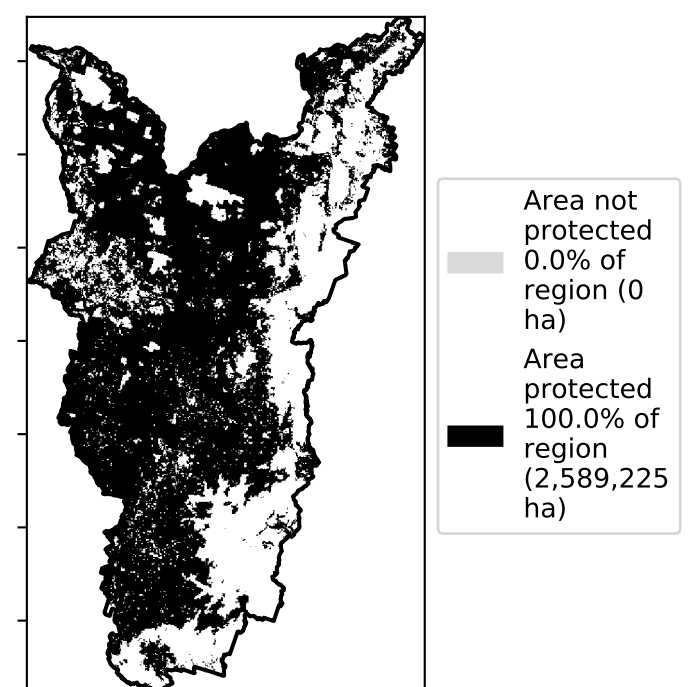 Area not
protected
0.0% of
region (0
ha)
Area
protected
100.0% of
region
(2,589,225
ha)